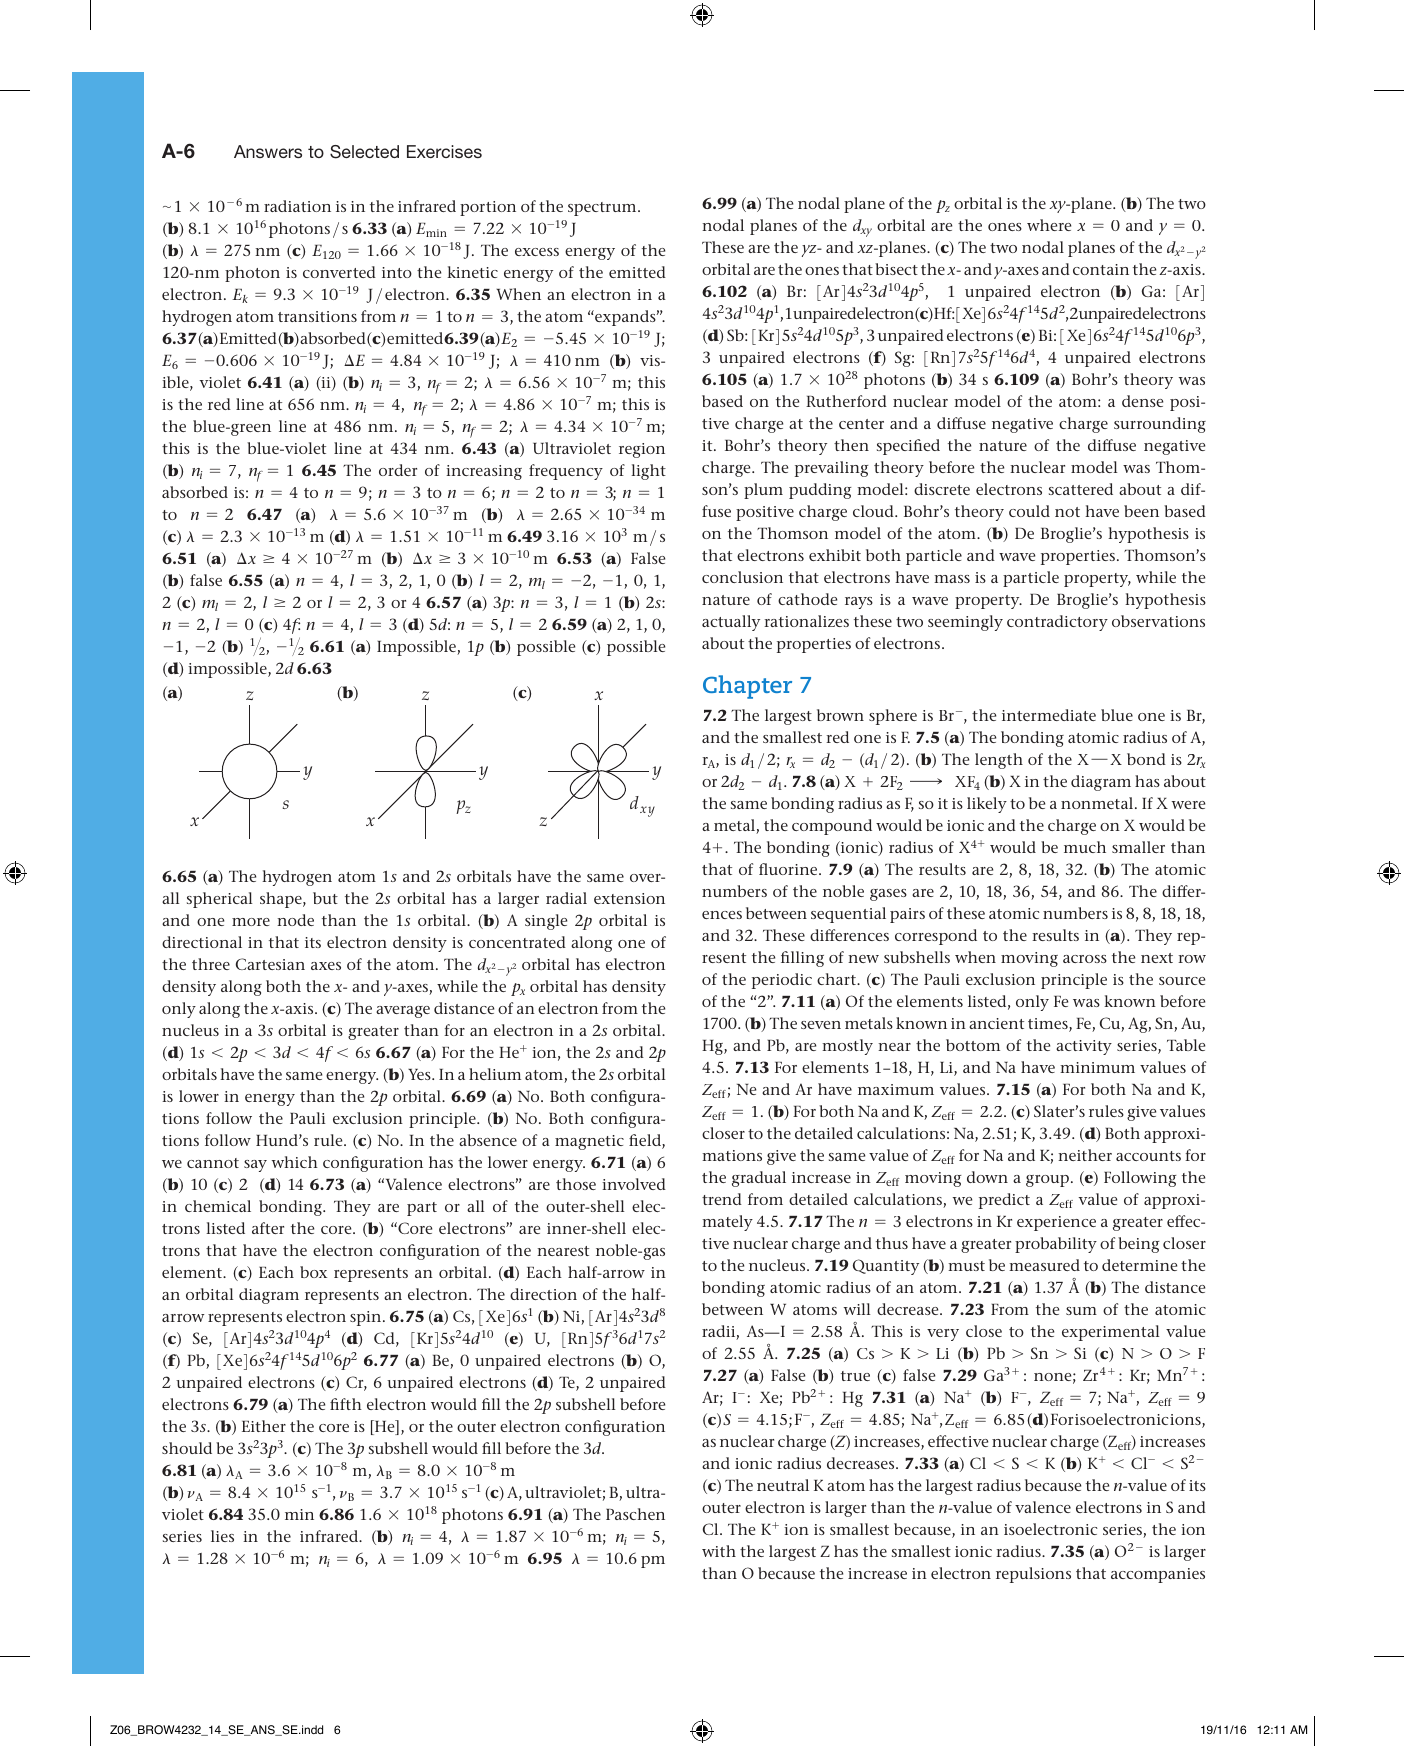 A-6 Answers to Selected Exercises
~1 × 10⁻⁶ m radiation is in the infrared portion of the spectrum.
(b) 8.1 × 10¹⁶ photons/s 6.33 (a) Eₘᵢₙ = 7.22 × 10⁻¹⁹ J
(b) λ = 275 nm (c) E₁₂₀ = 1.66 × 10⁻¹⁸ J. The excess energy of the
120-nm photon is converted into the kinetic energy of the emitted
electron. Eₖ = 9.3 × 10⁻¹⁹ J/electron. 6.35 When an electron in a
hydrogen atom transitions from n = 1 to n = 3, the atom “expands”.
6.37(a)Emitted(b)absorbed(c)emitted6.39(a)E₂ = −5.45 × 10⁻¹⁹ J;
E₆ = −0.606 × 10⁻¹⁹ J; ΔE = 4.84 × 10⁻¹⁹ J; λ = 410 nm (b) vis-
ible, violet 6.41 (a) (ii) (b) nᵢ = 3, n_f = 2; λ = 6.56 × 10⁻⁷ m; this
is the red line at 656 nm. nᵢ = 4, n_f = 2; λ = 4.86 × 10⁻⁷ m; this is
the blue-green line at 486 nm. nᵢ = 5, n_f = 2; λ = 4.34 × 10⁻⁷ m;
this is the blue-violet line at 434 nm. 6.43 (a) Ultraviolet region
(b) nᵢ = 7, n_f = 1 6.45 The order of increasing frequency of light
absorbed is: n = 4 to n = 9; n = 3 to n = 6; n = 2 to n = 3; n = 1
to n = 2 6.47 (a) λ = 5.6 × 10⁻³⁷ m (b) λ = 2.65 × 10⁻³⁴ m
(c) λ = 2.3 × 10⁻¹³ m (d) λ = 1.51 × 10⁻¹¹ m 6.49 3.16 × 10³ m/s
6.51 (a) Δx ≥ 4 × 10⁻²⁷ m (b) Δx ≥ 3 × 10⁻¹⁰ m 6.53 (a) False
(b) false 6.55 (a) n = 4, l = 3, 2, 1, 0 (b) l = 2, mₗ = −2, −1, 0, 1,
2 (c) mₗ = 2, l ≥ 2 or l = 2, 3 or 4 6.57 (a) 3p: n = 3, l = 1 (b) 2s:
n = 2, l = 0 (c) 4f: n = 4, l = 3 (d) 5d: n = 5, l = 2 6.59 (a) 2, 1, 0,
−1, −2 (b) 1/2, −1/2 6.61 (a) Impossible, 1p (b) possible (c) possible
(d) impossible, 2d 6.63
(a) z (b) z (c) x
y y y
s p_z d_xy
x x z
6.65 (a) The hydrogen atom 1s and 2s orbitals have the same over-
all spherical shape, but the 2s orbital has a larger radial extension
and one more node than the 1s orbital. (b) A single 2p orbital is
directional in that its electron density is concentrated along one of
the three Cartesian axes of the atom. The d_x²−y² orbital has electron
density along both the x- and y-axes, while the pₓ orbital has density
only along the x-axis. (c) The average distance of an electron from the
nucleus in a 3s orbital is greater than for an electron in a 2s orbital.
(d) 1s < 2p < 3d < 4f < 6s 6.67 (a) For the He⁺ ion, the 2s and 2p
orbitals have the same energy. (b) Yes. In a helium atom, the 2s orbital
is lower in energy than the 2p orbital. 6.69 (a) No. Both configura-
tions follow the Pauli exclusion principle. (b) No. Both configura-
tions follow Hund’s rule. (c) No. In the absence of a magnetic field,
we cannot say which configuration has the lower energy. 6.71 (a) 6
(b) 10 (c) 2 (d) 14 6.73 (a) “Valence electrons” are those involved
in chemical bonding. They are part or all of the outer-shell elec-
trons listed after the core. (b) “Core electrons” are inner-shell elec-
trons that have the electron configuration of the nearest noble-gas
element. (c) Each box represents an orbital. (d) Each half-arrow in
an orbital diagram represents an electron. The direction of the half-
arrow represents electron spin. 6.75 (a) Cs, [Xe]6s¹ (b) Ni, [Ar]4s²3d⁸
(c) Se, [Ar]4s²3d¹⁰4p⁴ (d) Cd, [Kr]5s²4d¹⁰ (e) U, [Rn]5f³6d¹7s²
(f) Pb, [Xe]6s²4f¹⁴5d¹⁰6p² 6.77 (a) Be, 0 unpaired electrons (b) O,
2 unpaired electrons (c) Cr, 6 unpaired electrons (d) Te, 2 unpaired
electrons 6.79 (a) The fifth electron would fill the 2p subshell before
the 3s. (b) Either the core is [He], or the outer electron configuration
should be 3s²3p³. (c) The 3p subshell would fill before the 3d.
6.81 (a) λ_A = 3.6 × 10⁻⁸ m, λ_B = 8.0 × 10⁻⁸ m
(b) ν_A = 8.4 × 10¹⁵ s⁻¹, ν_B = 3.7 × 10¹⁵ s⁻¹ (c) A, ultraviolet; B, ultra-
violet 6.84 35.0 min 6.86 1.6 × 10¹⁸ photons 6.91 (a) The Paschen
series lies in the infrared. (b) nᵢ = 4, λ = 1.87 × 10⁻⁶ m; nᵢ = 5,
λ = 1.28 × 10⁻⁶ m; nᵢ = 6, λ = 1.09 × 10⁻⁶ m 6.95 λ = 10.6 pm
6.99 (a) The nodal plane of the p_z orbital is the xy-plane. (b) The two
nodal planes of the d_xy orbital are the ones where x = 0 and y = 0.
These are the yz- and xz-planes. (c) The two nodal planes of the d_x²−y²
orbital are the ones that bisect the x- and y-axes and contain the z-axis.
6.102 (a) Br: [Ar]4s²3d¹⁰4p⁵, 1 unpaired electron (b) Ga: [Ar]
4s²3d¹⁰4p¹,1unpairedelectron(c)Hf:[Xe]6s²4f¹⁴5d²,2unpairedelectrons
(d) Sb: [Kr]5s²4d¹⁰5p³, 3 unpaired electrons (e) Bi: [Xe]6s²4f¹⁴5d¹⁰6p³,
3 unpaired electrons (f) Sg: [Rn]7s²5f¹⁴6d⁴, 4 unpaired electrons
6.105 (a) 1.7 × 10²⁸ photons (b) 34 s 6.109 (a) Bohr’s theory was
based on the Rutherford nuclear model of the atom: a dense posi-
tive charge at the center and a diffuse negative charge surrounding
it. Bohr’s theory then specified the nature of the diffuse negative
charge. The prevailing theory before the nuclear model was Thom-
son’s plum pudding model: discrete electrons scattered about a dif-
fuse positive charge cloud. Bohr’s theory could not have been based
on the Thomson model of the atom. (b) De Broglie’s hypothesis is
that electrons exhibit both particle and wave properties. Thomson’s
conclusion that electrons have mass is a particle property, while the
nature of cathode rays is a wave property. De Broglie’s hypothesis
actually rationalizes these two seemingly contradictory observations
about the properties of electrons.
Chapter 7
7.2 The largest brown sphere is Br⁻, the intermediate blue one is Br,
and the smallest red one is F. 7.5 (a) The bonding atomic radius of A,
r_A, is d₁/2; rₓ = d₂ − (d₁/2). (b) The length of the X—X bond is 2rₓ
or 2d₂ − d₁. 7.8 (a) X + 2F₂ ⟶ XF₄ (b) X in the diagram has about
the same bonding radius as F, so it is likely to be a nonmetal. If X were
a metal, the compound would be ionic and the charge on X would be
4+. The bonding (ionic) radius of X⁴⁺ would be much smaller than
that of fluorine. 7.9 (a) The results are 2, 8, 18, 32. (b) The atomic
numbers of the noble gases are 2, 10, 18, 36, 54, and 86. The differ-
ences between sequential pairs of these atomic numbers is 8, 8, 18, 18,
and 32. These differences correspond to the results in (a). They rep-
resent the filling of new subshells when moving across the next row
of the periodic chart. (c) The Pauli exclusion principle is the source
of the “2”. 7.11 (a) Of the elements listed, only Fe was known before
1700. (b) The seven metals known in ancient times, Fe, Cu, Ag, Sn, Au,
Hg, and Pb, are mostly near the bottom of the activity series, Table
4.5. 7.13 For elements 1–18, H, Li, and Na have minimum values of
Z_eff; Ne and Ar have maximum values. 7.15 (a) For both Na and K,
Z_eff = 1. (b) For both Na and K, Z_eff = 2.2. (c) Slater’s rules give values
closer to the detailed calculations: Na, 2.51; K, 3.49. (d) Both approxi-
mations give the same value of Z_eff for Na and K; neither accounts for
the gradual increase in Z_eff moving down a group. (e) Following the
trend from detailed calculations, we predict a Z_eff value of approxi-
mately 4.5. 7.17 The n = 3 electrons in Kr experience a greater effec-
tive nuclear charge and thus have a greater probability of being closer
to the nucleus. 7.19 Quantity (b) must be measured to determine the
bonding atomic radius of an atom. 7.21 (a) 1.37 Å (b) The distance
between W atoms will decrease. 7.23 From the sum of the atomic
radii, As—I = 2.58 Å. This is very close to the experimental value
of 2.55 Å. 7.25 (a) Cs > K > Li (b) Pb > Sn > Si (c) N > O > F
7.27 (a) False (b) true (c) false 7.29 Ga³⁺: none; Zr⁴⁺: Kr; Mn⁷⁺:
Ar; I⁻: Xe; Pb²⁺: Hg 7.31 (a) Na⁺ (b) F⁻, Z_eff = 7; Na⁺, Z_eff = 9
(c)S = 4.15;F⁻, Z_eff = 4.85; Na⁺,Z_eff = 6.85(d)Forisoelectronicions,
as nuclear charge (Z) increases, effective nuclear charge (Z_eff) increases
and ionic radius decreases. 7.33 (a) Cl < S < K (b) K⁺ < Cl⁻ < S²⁻
(c) The neutral K atom has the largest radius because the n-value of its
outer electron is larger than the n-value of valence electrons in S and
Cl. The K⁺ ion is smallest because, in an isoelectronic series, the ion
with the largest Z has the smallest ionic radius. 7.35 (a) O²⁻ is larger
than O because the increase in electron repulsions that accompanies
Z06_BROW4232_14_SE_ANS_SE.indd 6 19/11/16 12:11 AM